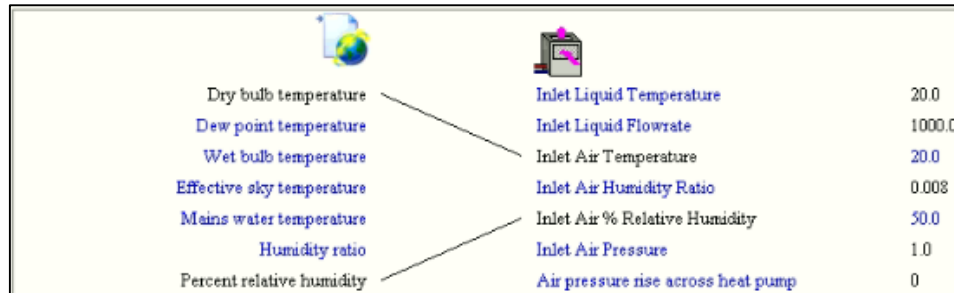 Dry bulb temperature Inlet Liquid Temperature 20.0
Dew point temperature Inlet Liquid Flowrate 1000.0
Wet bulb temperature Inlet Air Temperature 20.0
Effective sky temperature Inlet Air Humidity Ratio 0.008
Mains water temperature Inlet Air % Relative Humidity 50.0
Humidity ratio Inlet Air Pressure 1.0
Percent relative humidity Air pressure rise across heat pump 0